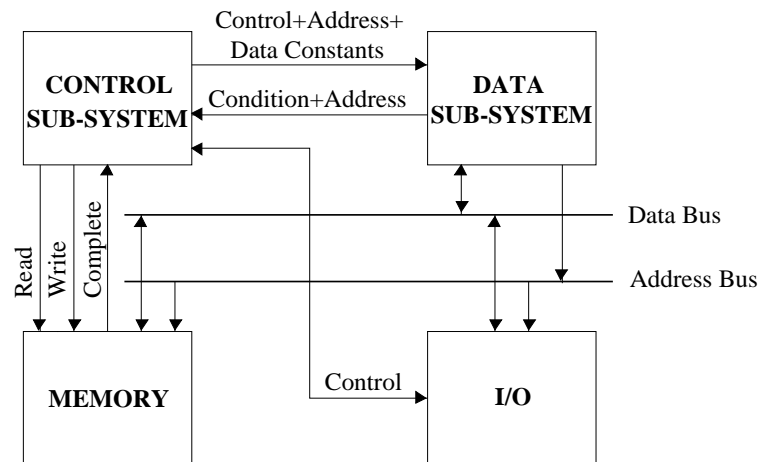 Control+Address+
Data Constants
CONTROL
SUB-SYSTEM
DATA
SUB-SYSTEM
Condition+Address
Data Bus
Read
Write
Complete
Address Bus
MEMORY
Control
I/O